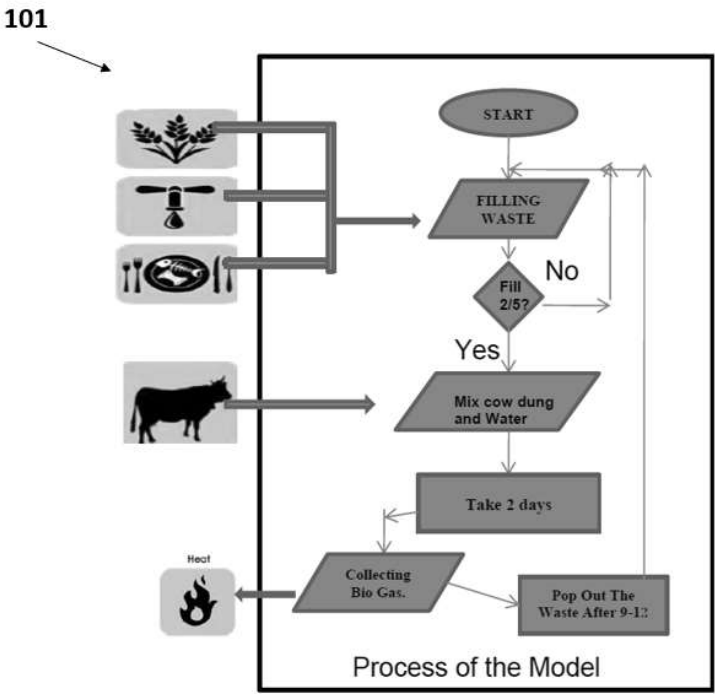 101
START
FILLING
WASTE
Fill
2/5?
No
Yes
Mix cow dung
and Water
Take 2 days
Heat
Collecting
Bio Gas.
Pop Out The
Waste After 9-12
Process of the Model